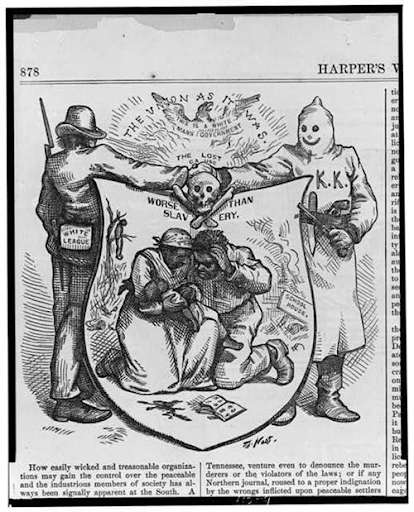 878
HARPER'S W
THE UNION AS IT WAS
THIS IS A WHITE
MANS GOVERNMENT
THE LOST
CAUSE
WORSE THAN
SLAVERY.
K.K.K
WHITE
LEAGUE
SCHOOL
HOUSE
Th. Nast.
How easily wicked and treasonable organiza-
tions may gain the control over the peaceable
and the industrious members of society has al-
ways been signally apparent at the South. A
Tennessee, venture even to denounce the mur-
derers or the violators of the laws; or if any
Northern journal, roused to a proper indignation
by the wrongs inflicted upon peaceable settlers